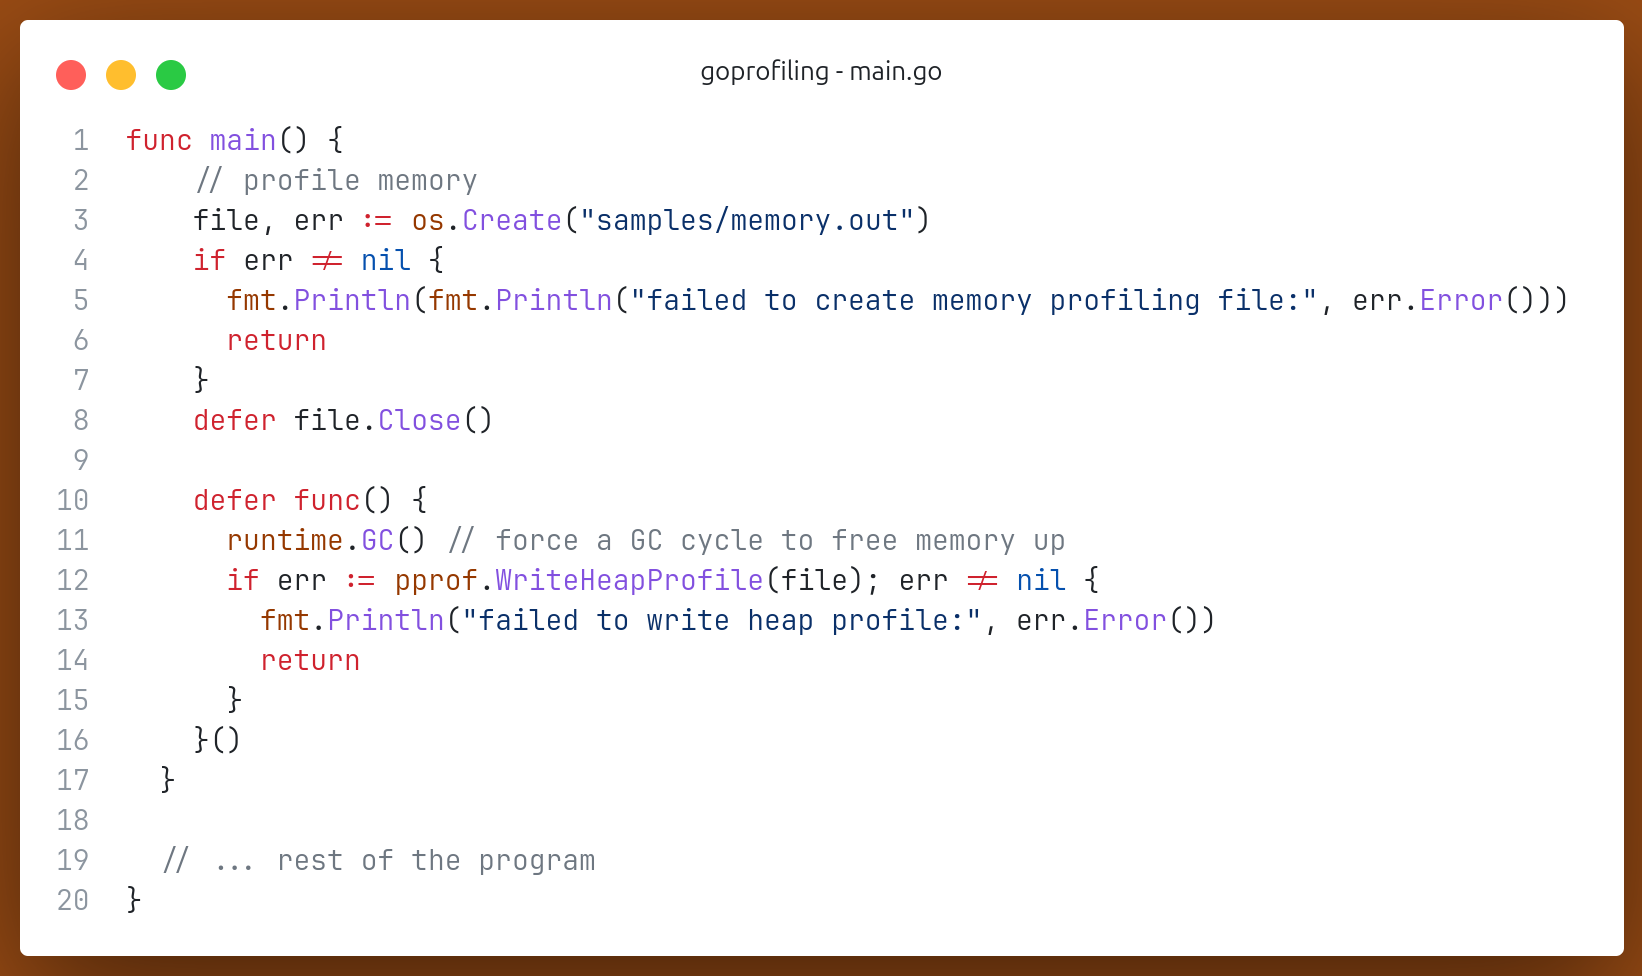 goprofiling - main.go
1 func main() {
2     // profile memory
3     file, err := os.Create("samples/memory.out")
4     if err != nil {
5       fmt.Println(fmt.Println("failed to create memory profiling file:", err.Error()))
6       return
7     }
8     defer file.Close()
9
10     defer func() {
11       runtime.GC() // force a GC cycle to free memory up
12       if err := pprof.WriteHeapProfile(file); err != nil {
13         fmt.Println("failed to write heap profile:", err.Error())
14         return
15       }
16     }()
17   }
18
19   // ... rest of the program
20 }